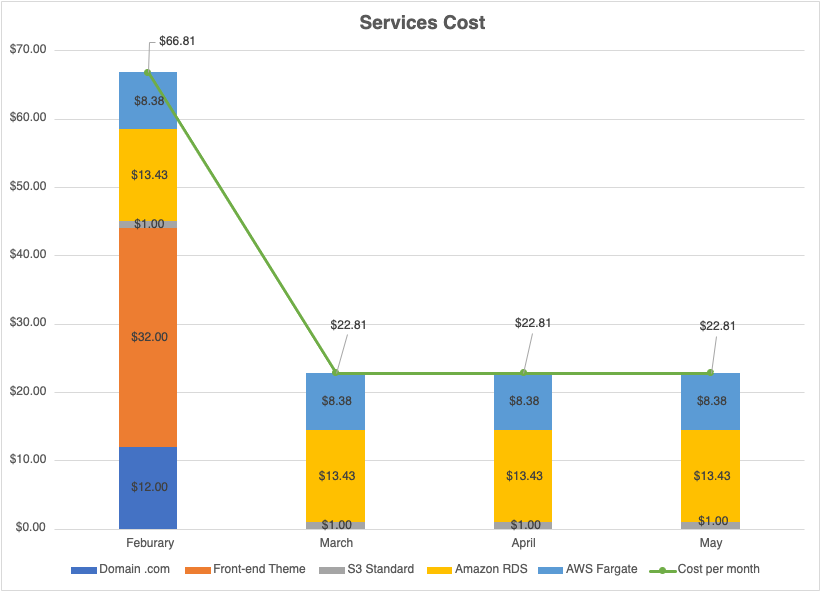 Services Cost
$66.81
$70.00
$8.38
$60.00
$13.43
$50.00
$1.00
$40.00
$32.00
$30.00
$22.81 $22.81 $22.81
$20.00
$8.38 $8.38 $8.38
$10.00
$13.43 $13.43 $13.43
$12.00
$1.00 $1.00 $1.00
$0.00
Feburary March April May
Domain .com Front-end Theme S3 Standard Amazon RDS AWS Fargate Cost per month